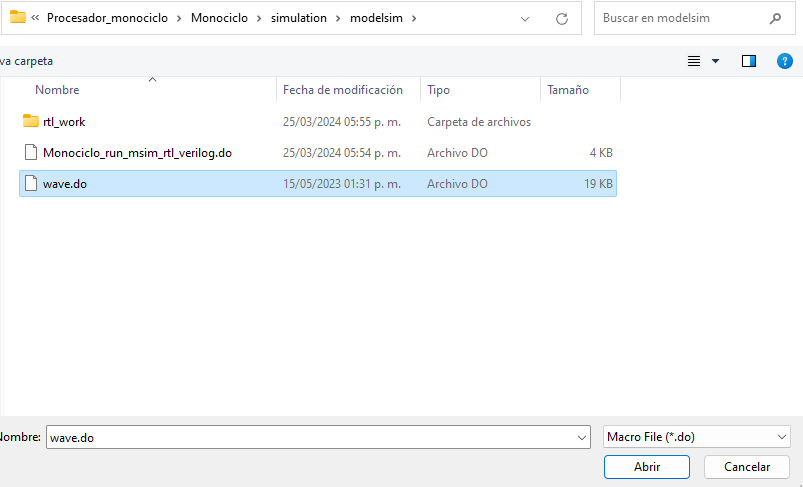 « Procesador_monociclo > Monociclo > simulation > modelsim >
Buscar en modelsim
va carpeta
Nombre Fecha de modificación Tipo Tamaño
rtl_work 25/03/2024 05:55 p. m. Carpeta de archivos
Monociclo_run_msim_rtl_verilog.do 25/03/2024 05:54 p. m. Archivo DO 4 KB
wave.do 15/05/2023 01:31 p. m. Archivo DO 19 KB
Nombre: wave.do Macro File (*.do)
Abrir Cancelar